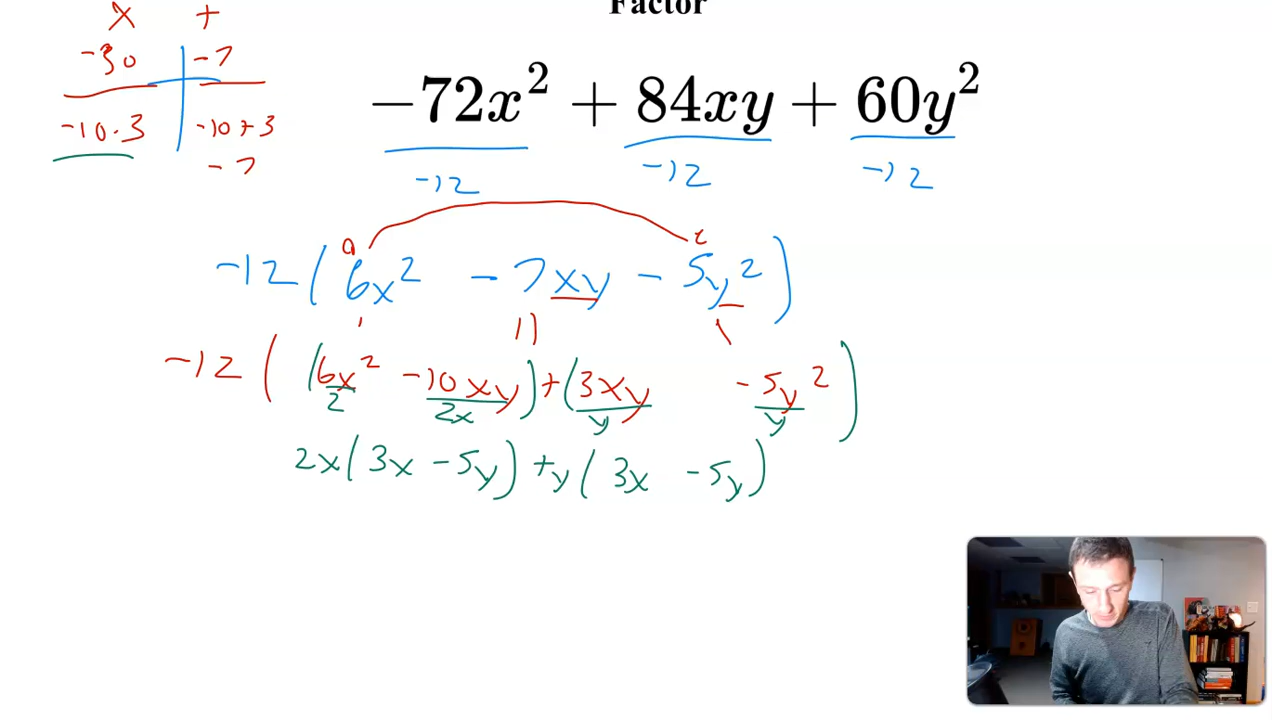 Factor
x +
-30 -7
-10·3 -10+3
-7
−72x² + 84xy + 60y²
-12 -12 -12
a c
-12(6x² -7xy -5y²)
-12((6x² -10xy)+(3xy -5y²)
2 2x y y
2x(3x -5y)+y(3x -5y)